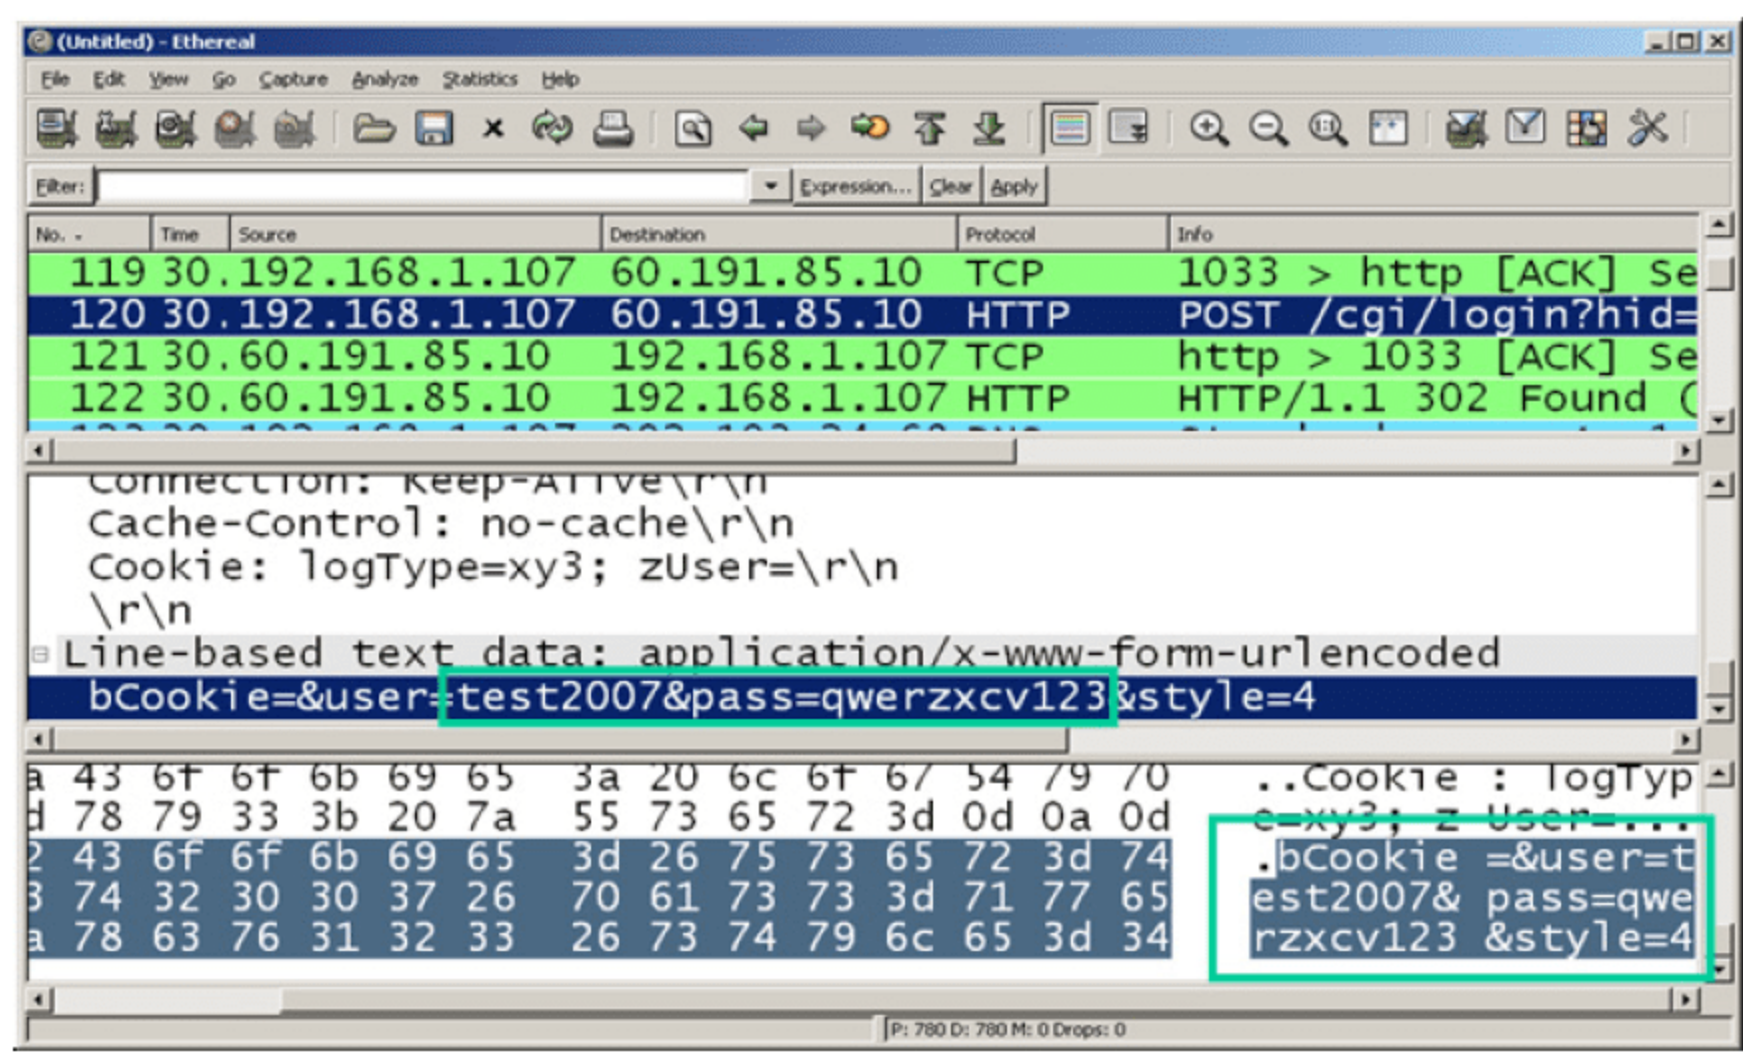 (Untitled) - Ethereal
File Edit View Go Capture Analyze Statistics Help
Filter: Expression... Clear Apply
No. - Time Source Destination Protocol Info
119 30. 192.168.1.107 60.191.85.10 TCP 1033 > http [ACK] Se
120 30. 192.168.1.107 60.191.85.10 HTTP POST /cgi/login?hid=
121 30. 60.191.85.10 192.168.1.107 TCP http > 1033 [ACK] Se
122 30. 60.191.85.10 192.168.1.107 HTTP HTTP/1.1 302 Found (
Connection: Keep-Alive\r\n
Cache-Control: no-cache\r\n
Cookie: logType=xy3; zUser=\r\n
\r\n
Line-based text data: application/x-www-form-urlencoded
bCookie=&user=test2007&pass=qwerzxcv123&style=4
a 43 6f 6f 6b 69 65 3a 20 6c 6f 67 54 79 70 ..Cookie : logTyp
d 78 79 33 3b 20 7a 55 73 65 72 3d 0d 0a 0d e=xy3; z User=...
2 43 6f 6f 6b 69 65 3d 26 75 73 65 72 3d 74 .bCookie =&user=t
3 74 32 30 30 37 26 70 61 73 73 3d 71 77 65 est2007& pass=qwe
a 78 63 76 31 32 33 26 73 74 79 6c 65 3d 34 rzxcv123 &style=4
P: 780 D: 780 M: 0 Drops: 0